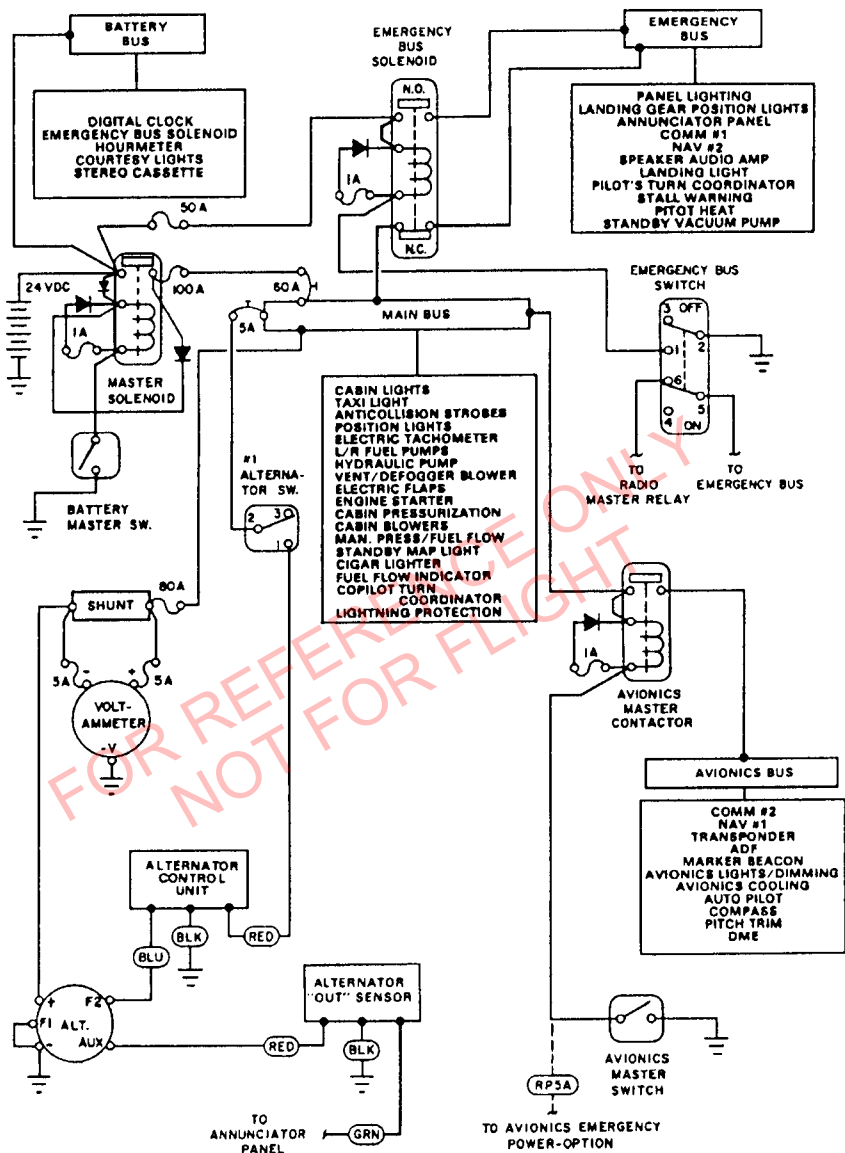 BATTERY
BUS
EMERGENCY
BUS
SOLENOID
EMERGENCY
BUS
DIGITAL CLOCK
EMERGENCY BUS SOLENOID
HOURMETER
COURTESY LIGHTS
STEREO CASSETTE
N.O.
1A
N.C.
PANEL LIGHTING
LANDING GEAR POSITION LIGHTS
ANNUNCIATOR PANEL
COMM #1
NAV #2
SPEAKER AUDIO AMP
LANDING LIGHT
PILOT'S TURN COORDINATOR
STALL WARNING
PITOT HEAT
STANDBY VACUUM PUMP
50A
24VDC
100A
60A
1A
5A
MAIN BUS
MASTER
SOLENOID
EMERGENCY BUS
SWITCH
3 OFF
2
1
6
5
4
ON
TO
RADIO
MASTER RELAY
TO
EMERGENCY BUS
BATTERY
MASTER SW.
#1
ALTERNA-
TOR SW.
2
3
1
CABIN LIGHTS
TAXI LIGHT
ANTICOLLISION STROBES
POSITION LIGHTS
ELECTRIC TACHOMETER
L/R FUEL PUMPS
HYDRAULIC PUMP
VENT/DEFOGGER BLOWER
ELECTRIC FLAPS
ENGINE STARTER
CABIN PRESSURIZATION
CABIN BLOWERS
MAN. PRESS/FUEL FLOW
STANDBY MAP LIGHT
CIGAR LIGHTER
FUEL FLOW INDICATOR
COPILOT TURN
COORDINATOR
LIGHTNING PROTECTION
SHUNT
80A
5A
-
+
5A
VOLT-
AMMETER
-V
1A
AVIONICS
MASTER
CONTACTOR
AVIONICS BUS
COMM #2
NAV #1
TRANSPONDER
ADF
MARKER BEACON
AVIONICS LIGHTS/DIMMING
AVIONICS COOLING
AUTO PILOT
COMPASS
PITCH TRIM
DME
ALTERNATOR
CONTROL
UNIT
BLU
BLK
RED
ALTERNATOR
"OUT" SENSOR
+
F2
F1
ALT.
-
AUX
RED
BLK
GRN
TO
ANNUNCIATOR
PANEL
AVIONICS
MASTER
SWITCH
RP5A
TO AVIONICS EMERGENCY
POWER-OPTION
FOR REFERENCE ONLY
NOT FOR FLIGHT